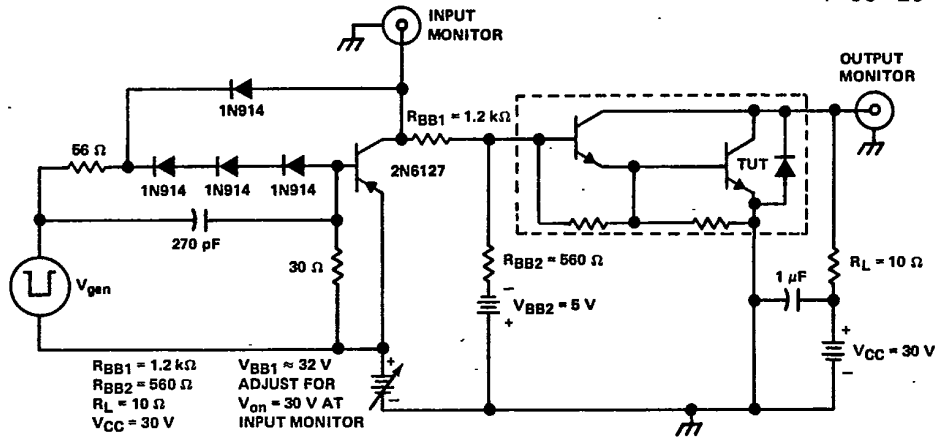 INPUT
MONITOR
OUTPUT
MONITOR
1N914
RBB1 = 1.2 kΩ
56 Ω
1N914
1N914
1N914
2N6127
TUT
270 pF
30 Ω
Vgen
RBB2 = 560 Ω
VBB2 = 5 V
1 μF
RL = 10 Ω
VCC = 30 V
RBB1 = 1.2 kΩ
RBB2 = 560 Ω
RL = 10 Ω
VCC = 30 V
VBB1 ≈ 32 V
ADJUST FOR
Von = 30 V AT
INPUT MONITOR